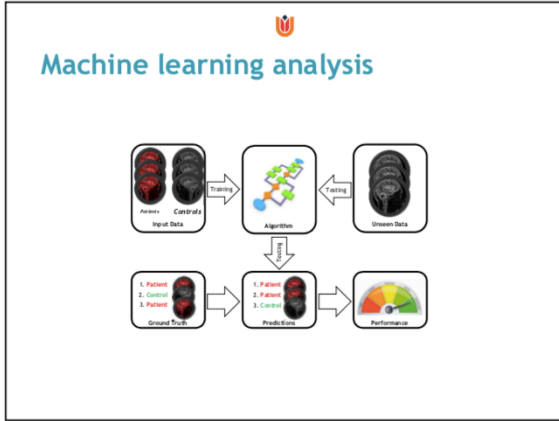 Machine learning analysis
Patients Controls
Input Data
Training
Algorithm
Testing
Unseen Data
Testing
1. Patient
2. Control
3. Patient
Ground Truth
1. Patient
2. Patient
3. Control
Predictions
Performance